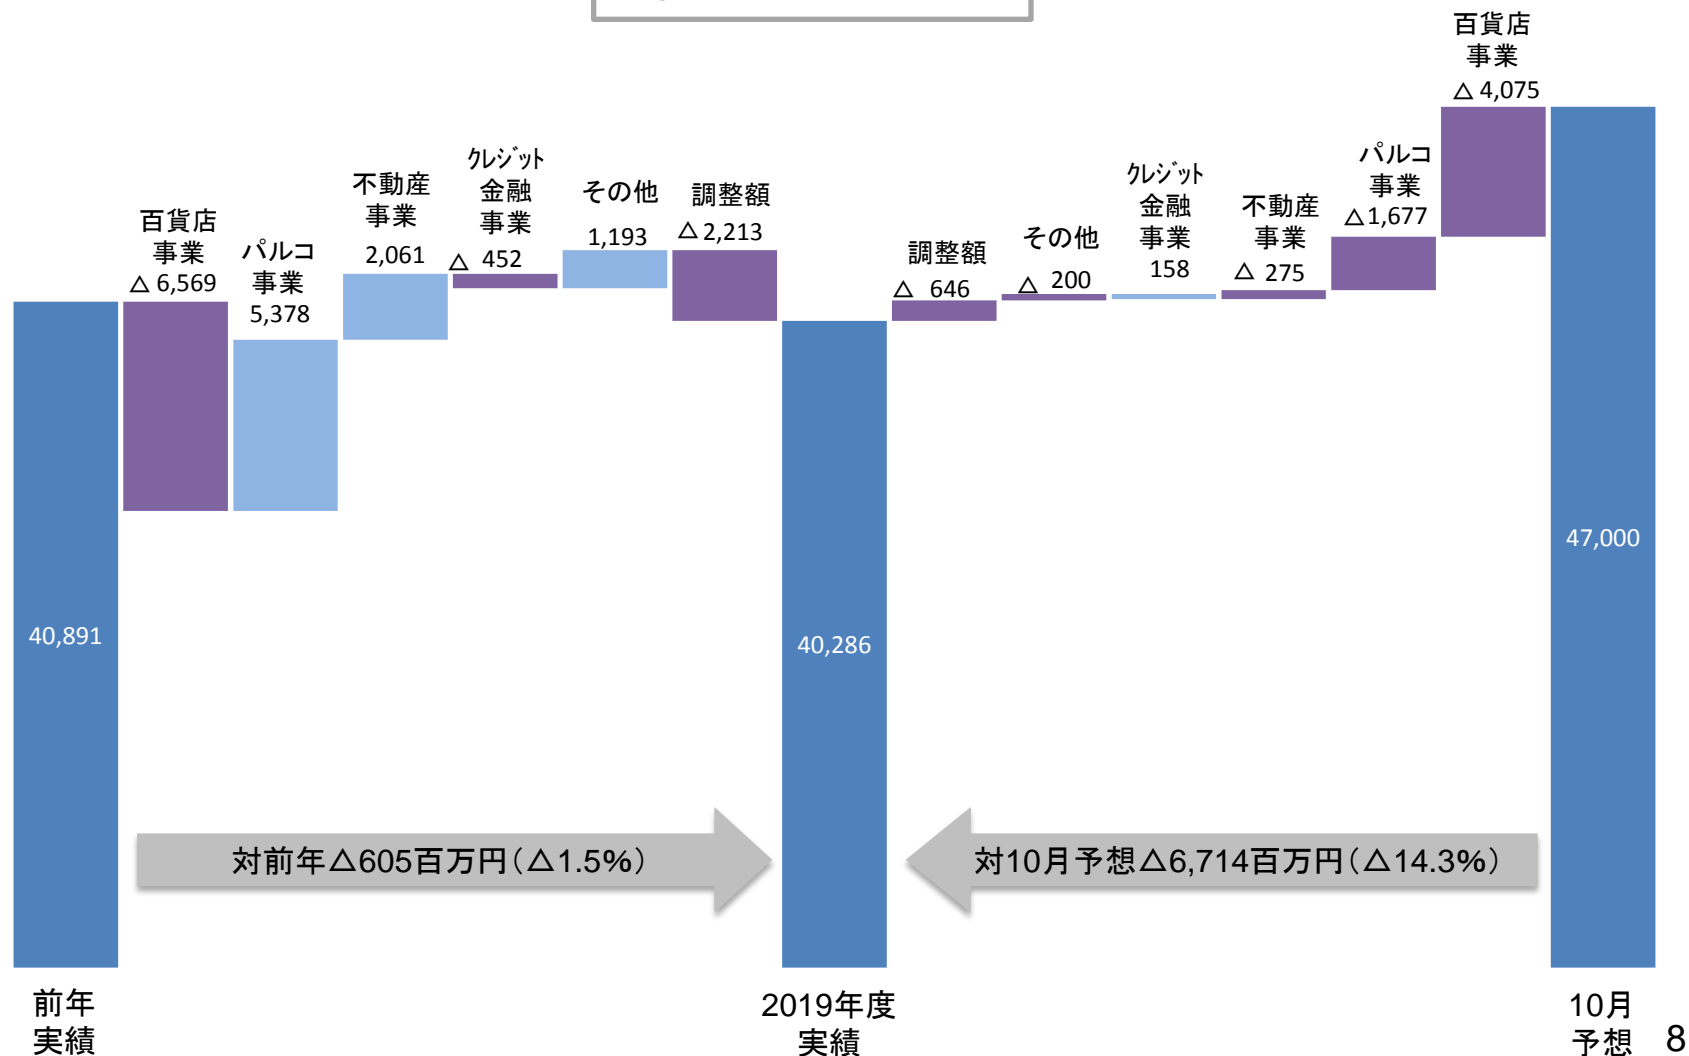 百貨店
事業
△ 6,569
パルコ
事業
5,378
不動産
事業
2,061
クレジット
金融
事業
△ 452
その他
1,193
調整額
△2,213
調整額
△ 646
その他
△ 200
クレジット
金融
事業
158
不動産
事業
△ 275
パルコ
事業
△1,677
百貨店
事業
△ 4,075
40,891
40,286
47,000
対前年△605百万円(△1.5%)
対10月予想△6,714百万円(△14.3%)
前年
実績
2019年度
実績
10月
予想
8